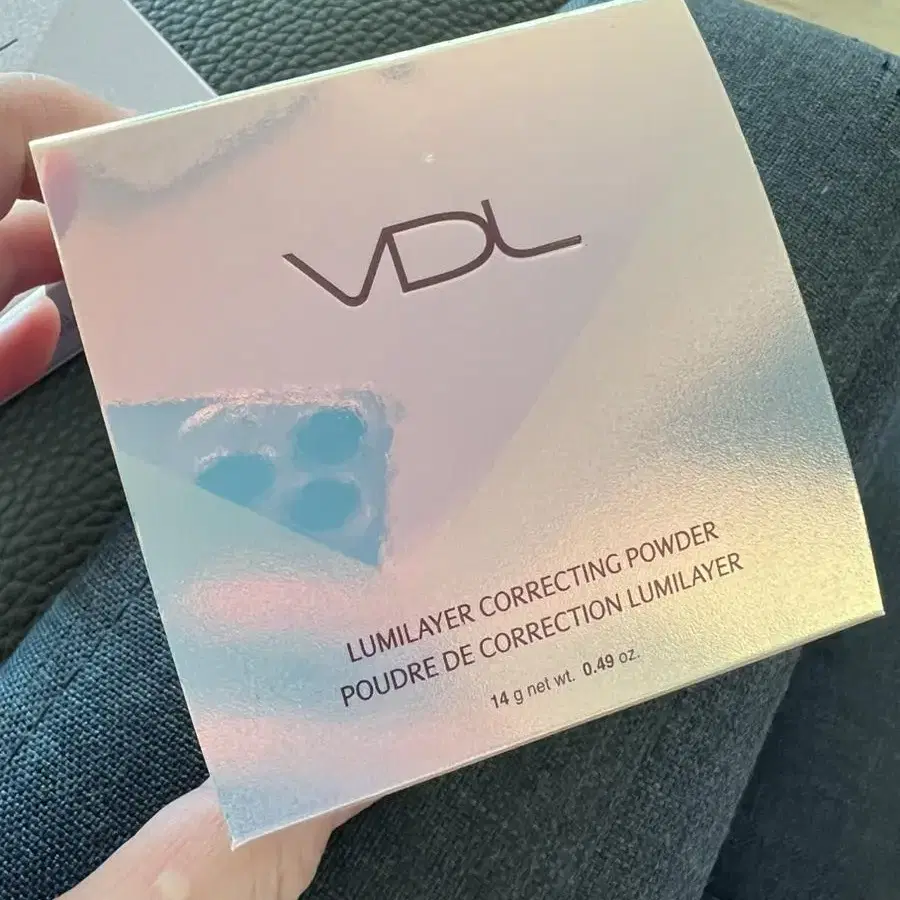 VDL
LUMILAYER CORRECTING POWDER
POUDRE DE CORRECTION LUMILAYER
14 g net wt. 0.49 oz.